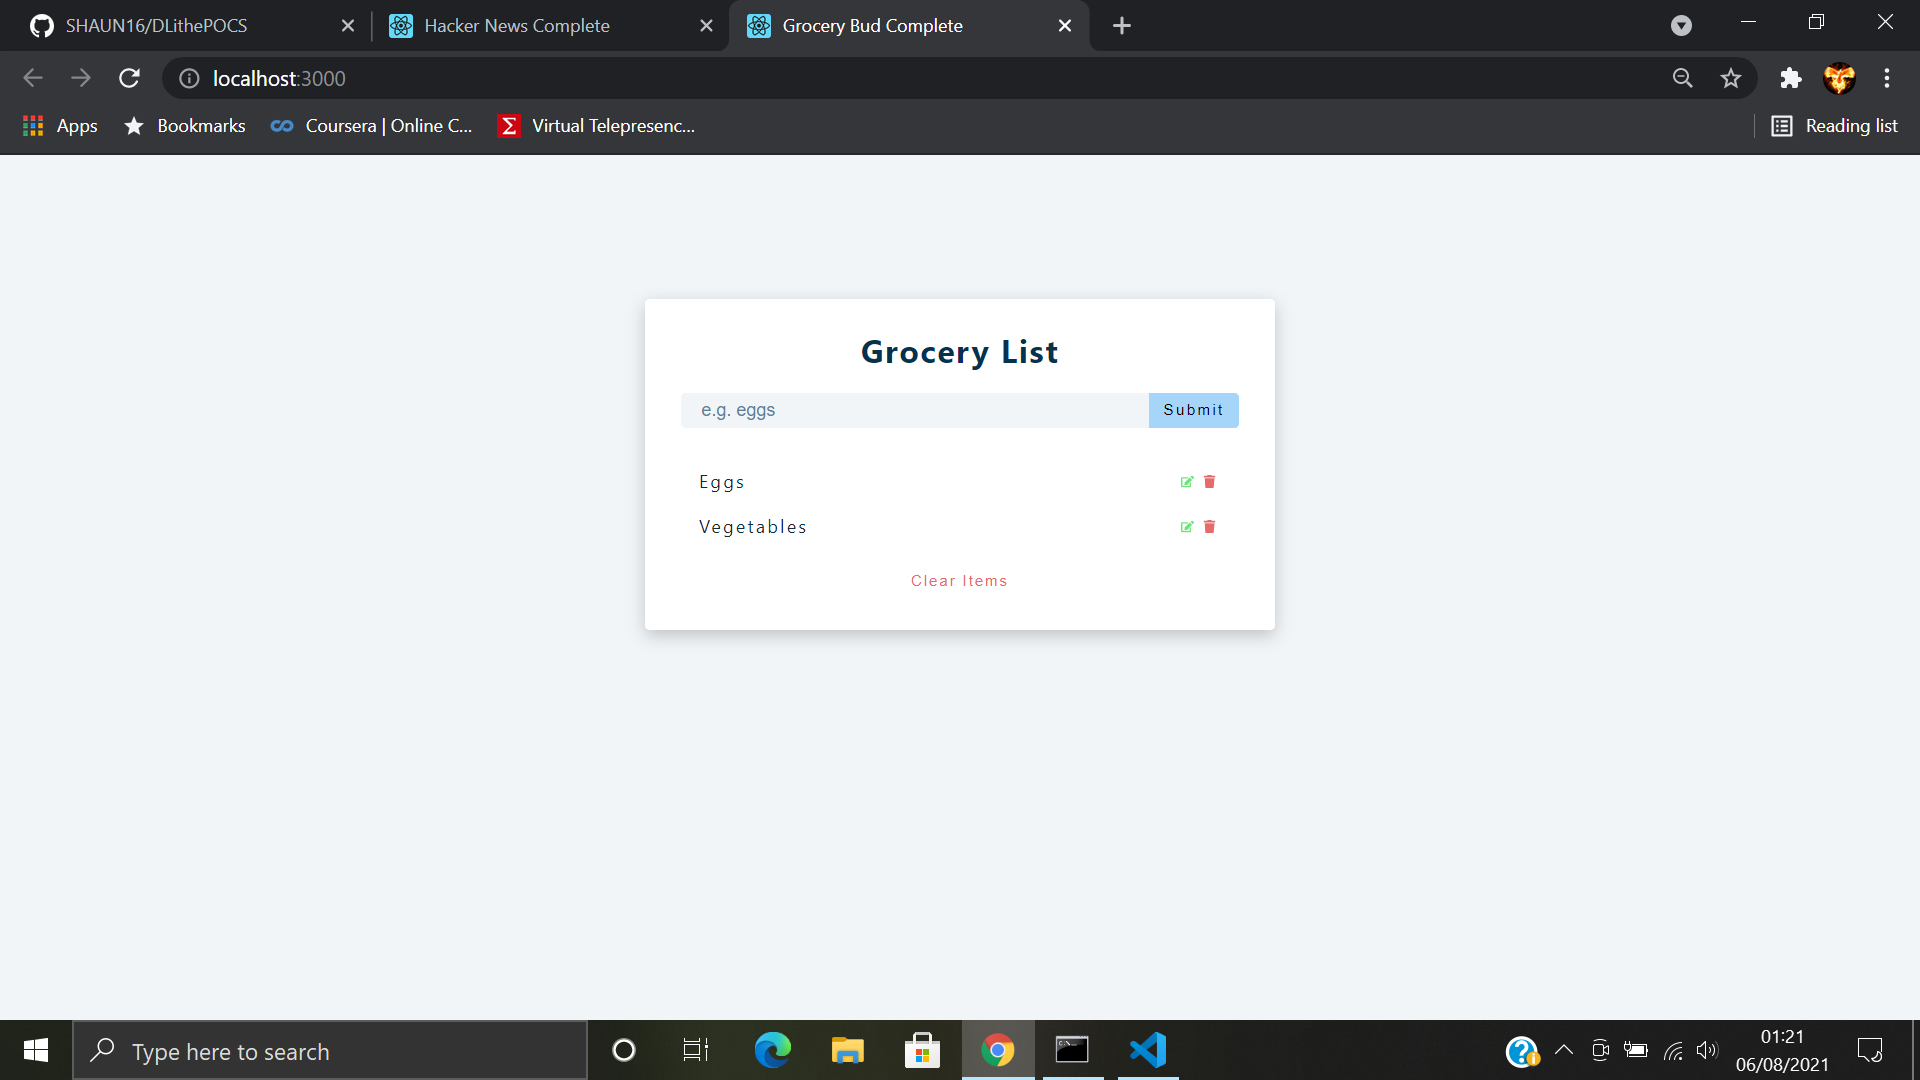 SHAUN16/DLithePOCS
Hacker News Complete
Grocery Bud Complete
localhost:3000
Apps
Bookmarks
Coursera | Online C...
Virtual Telepresenc...
Reading list
Grocery List
e.g. eggs
Submit
Eggs
Vegetables
Clear Items
Type here to search
01:21
06/08/2021